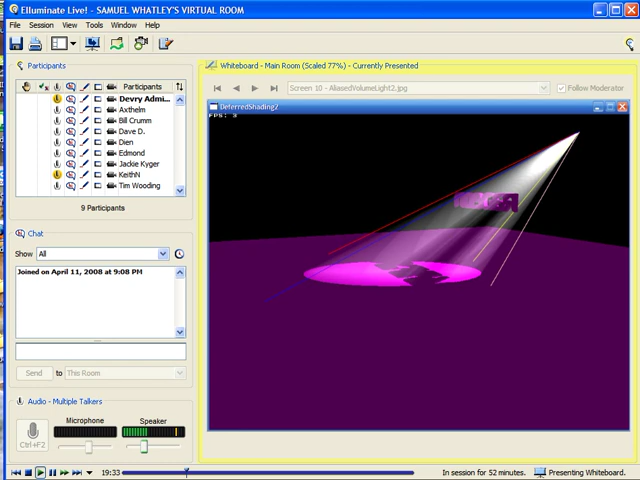 Elluminate Live! - SAMUEL WHATLEY'S VIRTUAL ROOM
File Session View Tools Window Help
Participants
Participants
Devry Admi...
Axthelm
Bill Crumm
Dave D.
Dien
Edmond
Jackie Kyger
KeithN
Tim Wooding
9 Participants
Chat
Show All
Joined on April 11, 2008 at 9:08 PM
Send to This Room
Audio - Multiple Talkers
Microphone Speaker
Ctrl+F2
Whiteboard - Main Room (Scaled 77%) - Currently Presented
Screen 10 - AliasedVolumeLight2.jpg Follow Moderator
DeferredShading2
FPS: 3
19:33 In session for 52 minutes. Presenting Whiteboard.